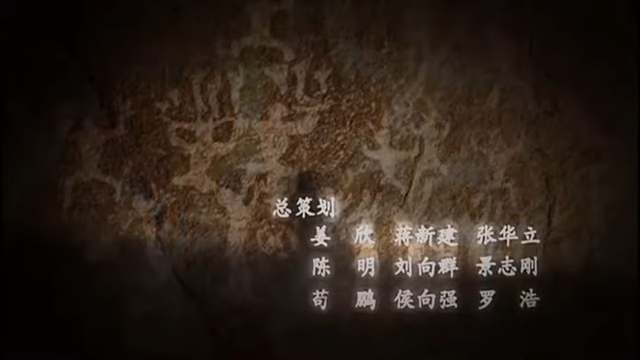 总策划
姜 欣 蒋新建 张华立
陈 明 刘向群 景志刚
苟 鹏 侯向强 罗 浩